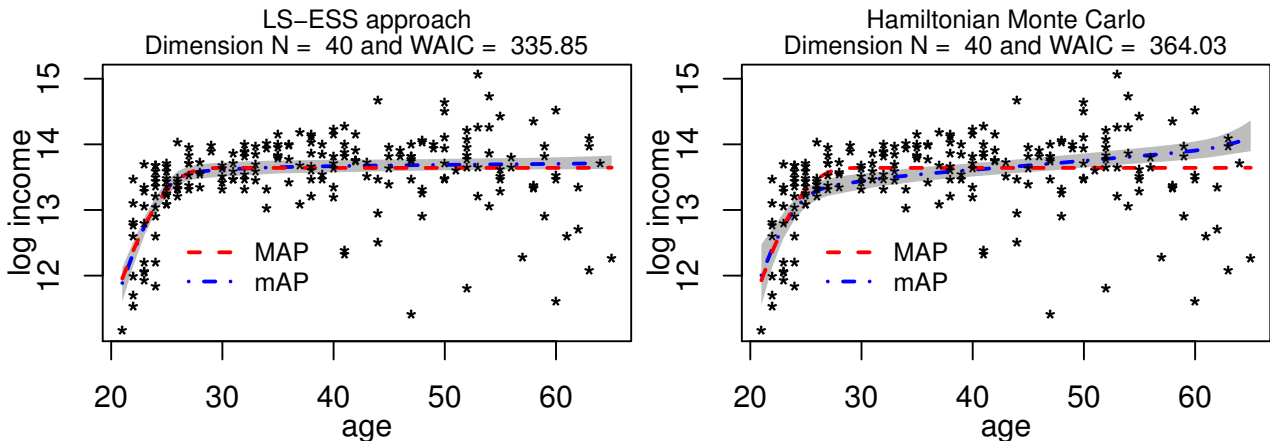 LS−ESS approach
Dimension N =  40 and WAIC =  335.85
log income
15
14
13
12
MAP
mAP
20 30 40 50 60
age
Hamiltonian Monte Carlo
Dimension N =  40 and WAIC =  364.03
log income
15
14
13
12
MAP
mAP
20 30 40 50 60
age